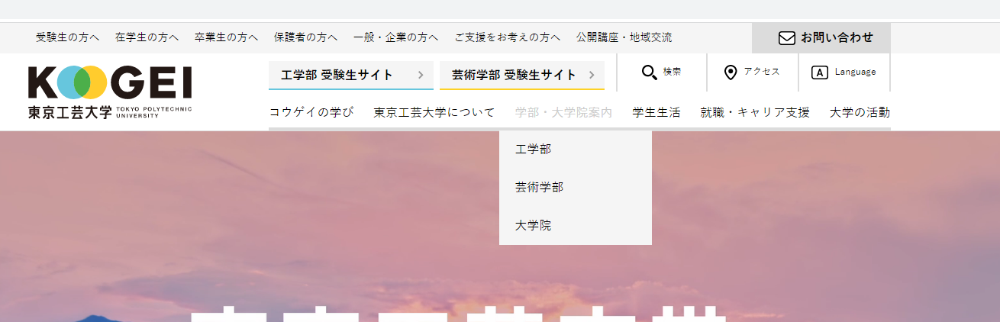 受験生の方へ 在学生の方へ 卒業生の方へ 保護者の方へ 一般・企業の方へ ご支援をお考えの方へ 公開講座・地域交流 お問い合わせ
KOOGEI
東京工芸大学 TOKYO POLYTECHNIC
UNIVERSITY
工学部 受験生サイト 芸術学部 受験生サイト 検索 アクセス A Language
コウゲイの学び 東京工芸大学について 学部・大学院案内 学生生活 就職・キャリア支援 大学の活動
工学部
芸術学部
大学院